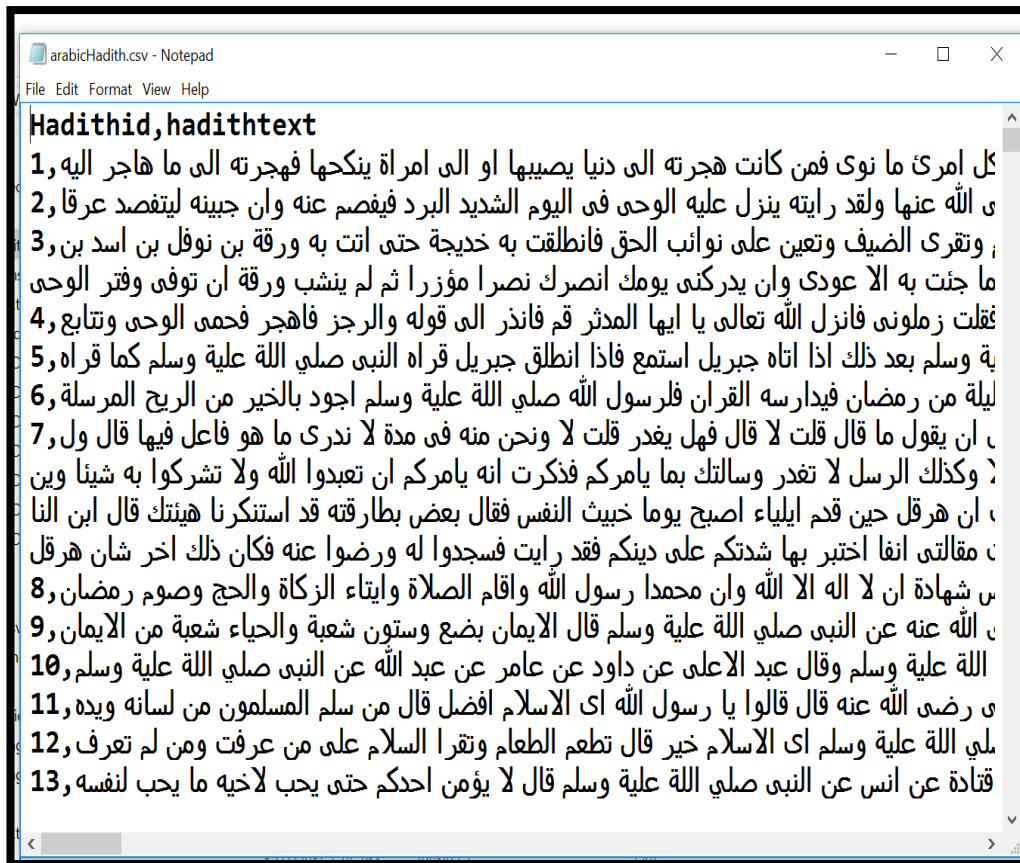 arabicHadith.csv - Notepad
File Edit Format View Help
Hadithid,hadithtext
1,كل امرئ ما نوى فمن كانت هجرته الى دنيا يصيبها او الى امراة ينكحها فهجرته الى ما هاجر اليه
2,الله عنها ولقد رايته ينزل عليه الوحى فى اليوم الشديد البرد فيفصم عنه وان جبينه ليتفصد عرقا
3,وتقرى الضيف وتعين على نوائب الحق فانطلقت به خديجة حتى اتت به ورقة بن نوفل بن اسد بن
ما جئت به الا عودى وان يدركنى يومك انصرك نصرا مؤزرا ثم لم ينشب ورقة ان توفى وفتر الوحى
4,فقلت زملونى فانزل الله تعالى يا ايها المدثر قم فانذر الى قوله والرجز فاهجر فحمى الوحى وتتابع
5,ية وسلم بعد ذلك اذا اتاه جبريل استمع فاذا انطلق جبريل قراه النبى صلي اللة علية وسلم كما قراه
6,ليلة من رمضان فيدارسه القران فلرسول الله صلي اللة علية وسلم اجود بالخير من الريح المرسلة
7,ان يقول ما قال قلت لا قال فهل يغدر قلت لا ونحن منه فى مدة لا ندرى ما هو فاعل فيها قال ول
وكذلك الرسل لا تغدر وسالتك بما يامركم فذكرت انه يامركم ان تعبدوا الله ولا تشركوا به شيئا وين
ان هرقل حين قدم ايلياء اصبح يوما خبيث النفس فقال بعض بطارقته قد استنكرنا هيئتك قال ابن النا
مقالتى انفا اختبر بها شدتكم على دينكم فقد رايت فسجدوا له ورضوا عنه فكان ذلك اخر شان هرقل
8,شهادة ان لا اله الا الله وان محمدا رسول الله واقام الصلاة وايتاء الزكاة والحج وصوم رمضان
9,الله عنه عن النبى صلي اللة علية وسلم قال الايمان بضع وستون شعبة والحياء شعبة من الايمان
10,اللة علية وسلم وقال عبد الاعلى عن داود عن عامر عن عبد الله عن النبى صلي اللة علية وسلم
11,رضى الله عنه قال قالوا يا رسول الله اى الاسلام افضل قال من سلم المسلمون من لسانه ويده
12,صلي اللة علية وسلم اى الاسلام خير قال تطعم الطعام وتقرا السلام على من عرفت ومن لم تعرف
13,قتادة عن انس عن النبى صلي اللة علية وسلم قال لا يؤمن احدكم حتى يحب لاخيه ما يحب لنفسه